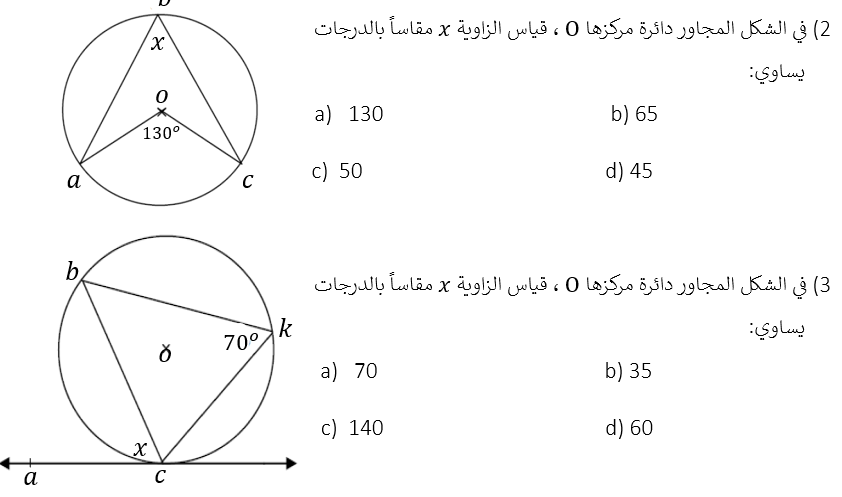 2) في الشكل المجاور دائرة مركزها O ، قياس الزاوية x مقاساً بالدرجات
يساوي:
a) 130 b) 65
c) 50 d) 45
b
x
o
130°
a c
3) في الشكل المجاور دائرة مركزها O ، قياس الزاوية x مقاساً بالدرجات
يساوي:
a) 70 b) 35
c) 140 d) 60
b
k
70°
o
x
a c